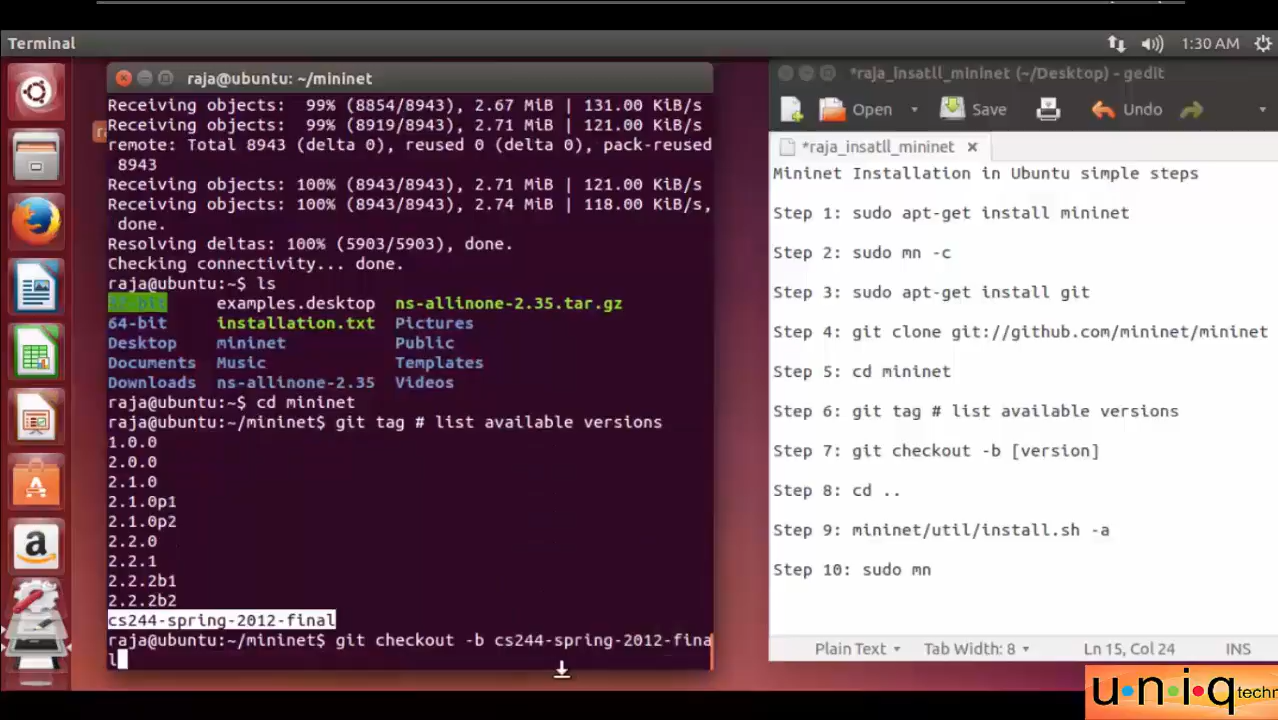 Terminal
1:30 AM
raja@ubuntu: ~/mininet
Receiving objects:  99% (8854/8943), 2.67 MiB | 131.00 KiB/s
Receiving objects:  99% (8919/8943), 2.71 MiB | 121.00 KiB/s
remote: Total 8943 (delta 0), reused 0 (delta 0), pack-reused
8943
Receiving objects: 100% (8943/8943), 2.71 MiB | 121.00 KiB/s
Receiving objects: 100% (8943/8943), 2.74 MiB | 118.00 KiB/s,
done.
Resolving deltas: 100% (5903/5903), done.
Checking connectivity... done.
raja@ubuntu:~$ ls
examples.desktop ns-allinone-2.35.tar.gz
64-bit installation.txt Pictures
Desktop mininet Public
Documents Music Templates
Downloads ns-allinone-2.35 Videos
raja@ubuntu:~$ cd mininet
raja@ubuntu:~/mininet$ git tag # list available versions
1.0.0
2.0.0
2.1.0
2.1.0p1
2.1.0p2
2.2.0
2.2.1
2.2.2b1
2.2.2b2
cs244-spring-2012-final
raja@ubuntu:~/mininet$ git checkout -b cs244-spring-2012-fina
l
*raja_insatll_mininet (~/Desktop) - gedit
Open Save Undo
*raja_insatll_mininet
Mininet Installation in Ubuntu simple steps
Step 1: sudo apt-get install mininet
Step 2: sudo mn -c
Step 3: sudo apt-get install git
Step 4: git clone git://github.com/mininet/mininet
Step 5: cd mininet
Step 6: git tag # list available versions
Step 7: git checkout -b [version]
Step 8: cd ..
Step 9: mininet/util/install.sh -a
Step 10: sudo mn
Plain Text Tab Width: 8 Ln 15, Col 24 INS
u·n·i·q techn